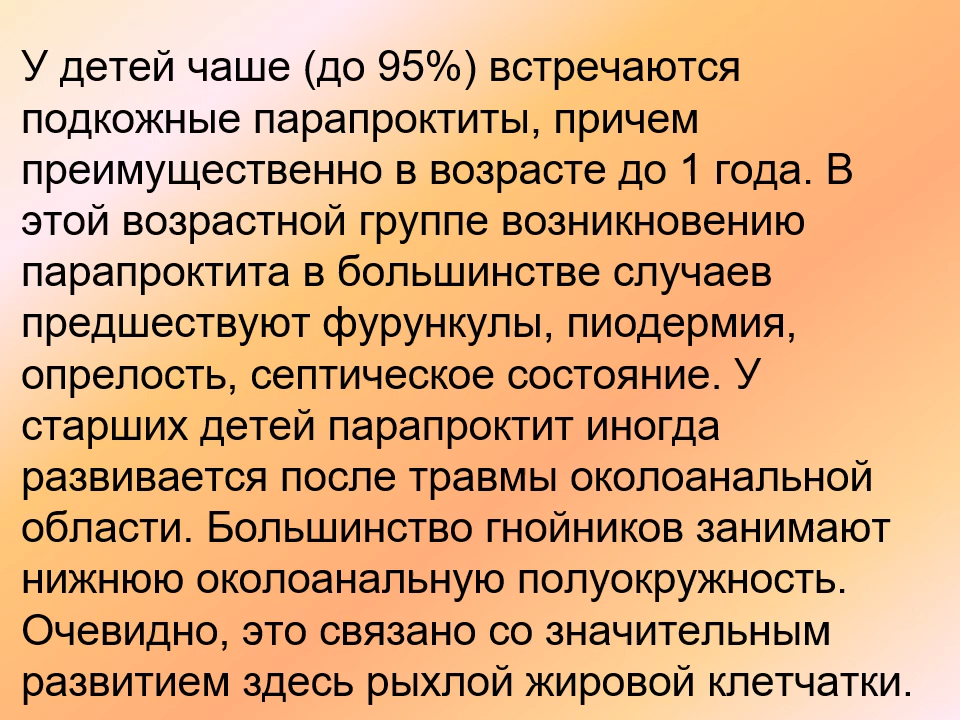 У детей чаше (до 95%) встречаются
подкожные парапроктиты, причем
преимущественно в возрасте до 1 года. В
этой возрастной группе возникновению
парапроктита в большинстве случаев
предшествуют фурункулы, пиодермия,
опрелость, септическое состояние. У
старших детей парапроктит иногда
развивается после травмы околоанальной
области. Большинство гнойников занимают
нижнюю околоанальную полуокружность.
Очевидно, это связано со значительным
развитием здесь рыхлой жировой клетчатки.